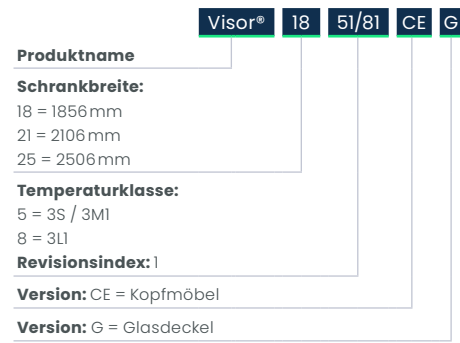 Visor® 18 51/81 CE G
Produktname
Schrankbreite:
18 = 1856 mm
21 = 2106 mm
25 = 2506 mm
Temperaturklasse:
5 = 3S / 3M1
8 = 3L1
Revisionsindex: 1
Version: CE = Kopfmöbel
Version: G = Glasdeckel